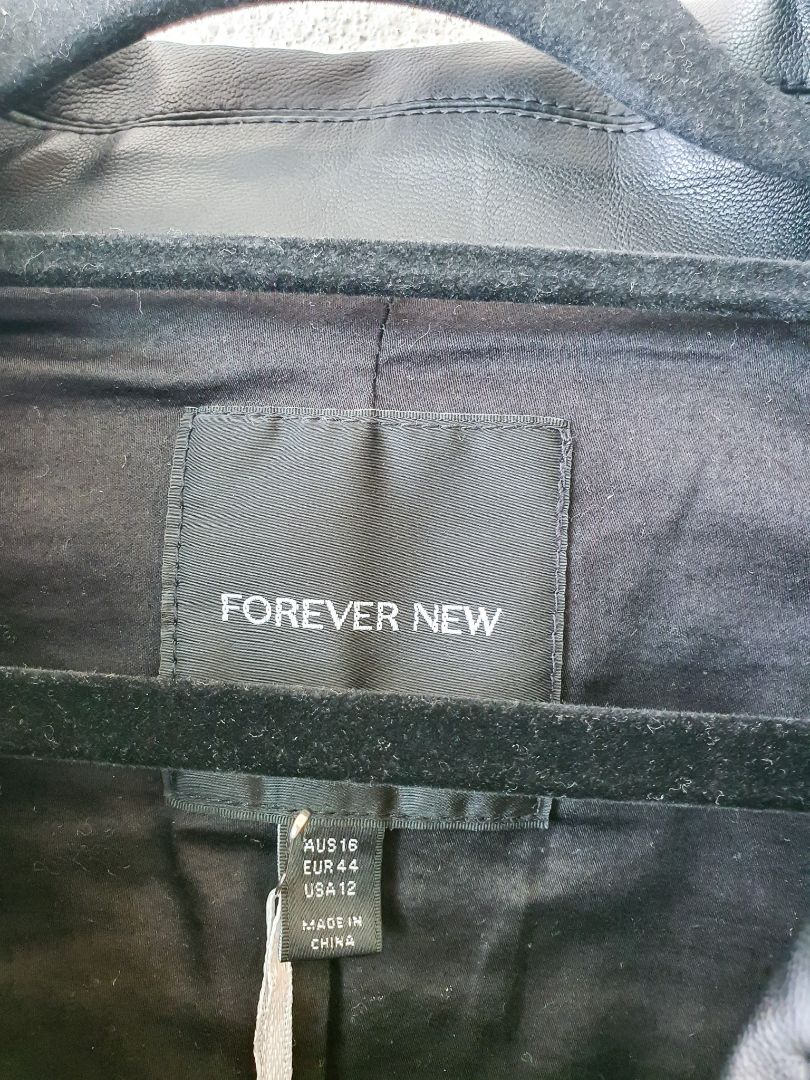 FOREVER NEW
AUS 16
EUR 44
USA 12
MADE IN
CHINA